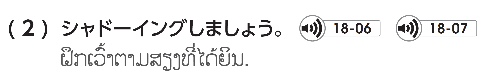 (2) シャドーイングしましょう。 18-06 18-07
ຝຶກເວົ້າຕາມສຽງທີ່ໄດ້ຍິນ.